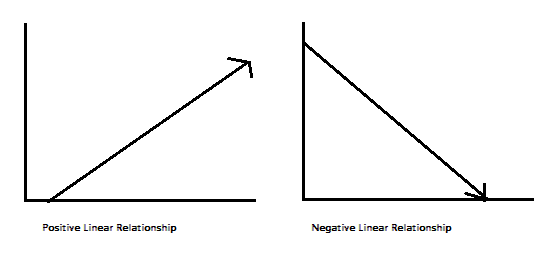 Positive Linear Relationship
Negative Linear Relationship